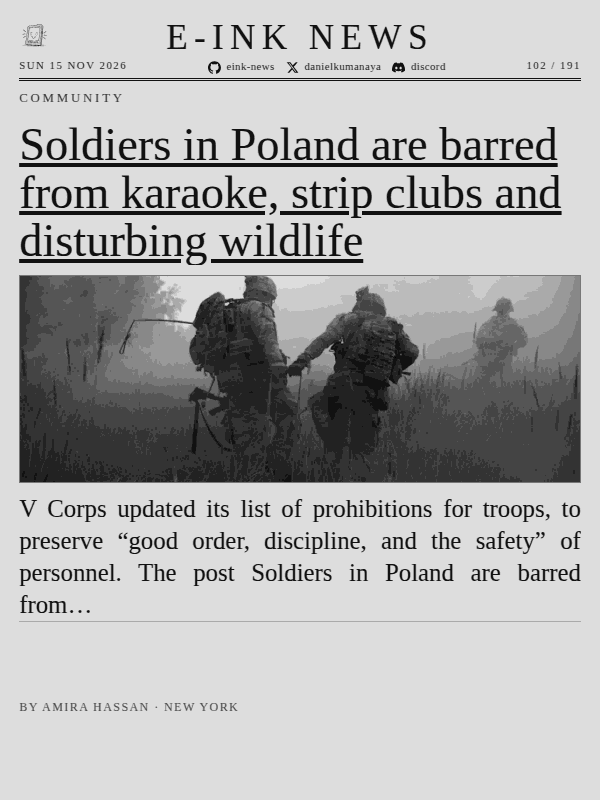 E-INK NEWS
SUN 15 NOV 2026
eink-news
danielkumanaya
discord
102 / 191
COMMUNITY
Soldiers in Poland are barred
from karaoke, strip clubs and
disturbing wildlife
V Corps updated its list of prohibitions for troops, to
preserve “good order, discipline, and the safety” of
personnel. The post Soldiers in Poland are barred
from…
BY AMIRA HASSAN · NEW YORK